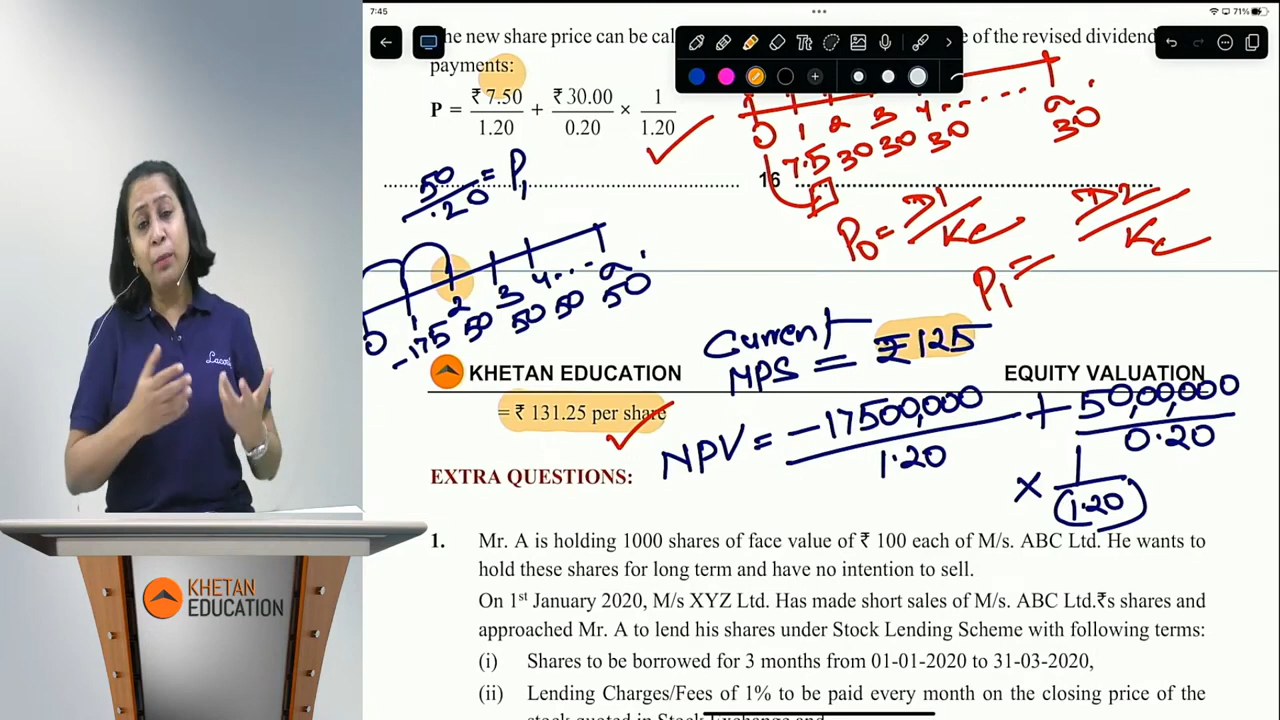 7:45
71%
he new share price can be cal
e of the revised dividend
payments:
P = ₹ 7.50 / 1.20 + ₹ 30.00 / 0.20 × 1 / 1.20
0 1 2 3 4 ......
7.5 30 30 30 30 30
50 / .20 = P1
16
P0 = D1 / Ke
D2 / Ke
P1 =
0 1 2 3 4 ...
-175 50 50 50 50 50
Current
MPS = ₹125
KHETAN EDUCATION
EQUITY VALUATION
= ₹ 131.25 per share
NPV = -17500,000 / 1.20 + 50,00,000 / 0.20
× 1 / 1.20
EXTRA QUESTIONS:
1. Mr. A is holding 1000 shares of face value of ₹ 100 each of M/s. ABC Ltd. He wants to
hold these shares for long term and have no intention to sell.
On 1st January 2020, M/s XYZ Ltd. Has made short sales of M/s. ABC Ltd.₹s shares and
approached Mr. A to lend his shares under Stock Lending Scheme with following terms:
(i) Shares to be borrowed for 3 months from 01-01-2020 to 31-03-2020,
(ii) Lending Charges/Fees of 1% to be paid every month on the closing price of the
KHETAN
EDUCATION